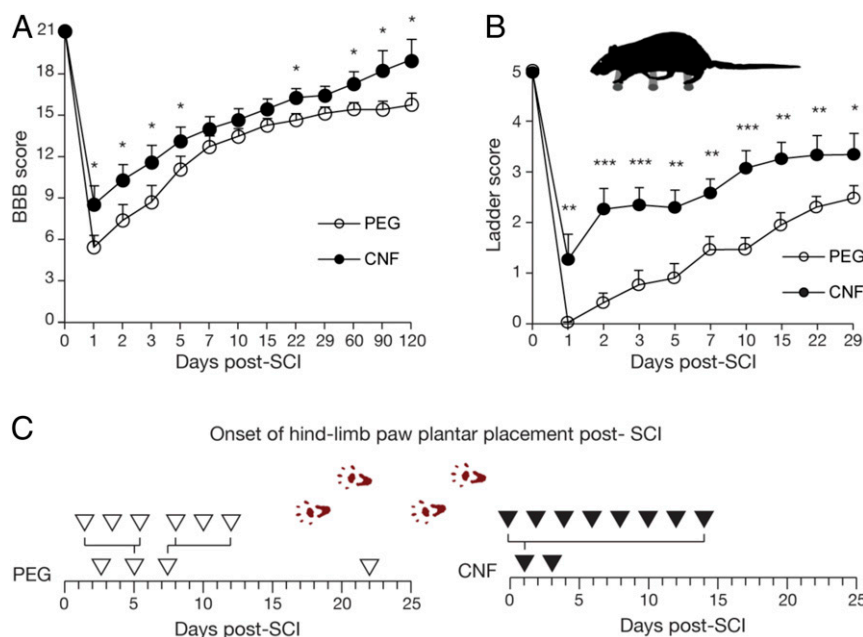 A
21
18
15
12
9
6
3
0
BBB score
* * * * * * * *
PEG
CNF
0 1 2 3 5 7 10 15 22 29 60 90 120
Days post-SCI
B
5
4
3
2
1
0
Ladder score
** *** *** ** ** *** ** ** *
PEG
CNF
0 1 2 3 5 7 10 15 22 29
Days post-SCI
C
Onset of hind-limb paw plantar placement post- SCI
PEG
0 5 10 15 20 25
Days post-SCI
CNF
0 5 10 15 20 25
Days post-SCI